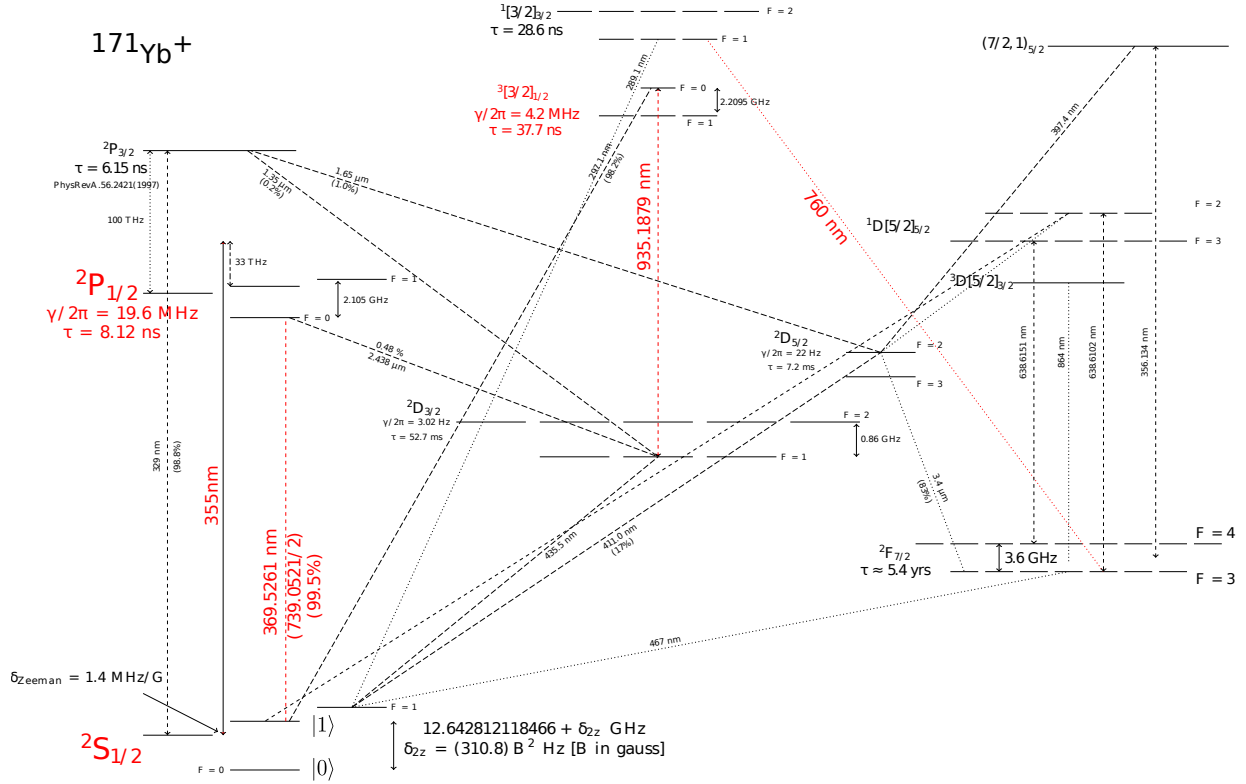 171Yb+
1[3/2]3/2
τ = 28.6 ns
F = 2
F = 1
3[3/2]1/2
γ/2π = 4.2 MHz
τ = 37.7 ns
F = 0
2.2095 GHz
F = 1
(7/2,1)5/2
289.1 nm
297.1 nm
(98.2%)
397.4 nm
2P3/2
τ = 6.15 ns
PhysRevA.56.2421(1997)
100 THz
1.35 μm
(0.2%)
1.65 μm
(1.0%)
935.1879 nm
760 nm
1D[5/2]5/2
F = 2
F = 3
3D[5/2]3/2
33 THz
2P1/2
γ/2π = 19.6 MHz
τ = 8.12 ns
F = 1
2.105 GHz
F = 0
0.48 %
2.438 μm
2D5/2
γ/2π = 22 Hz
τ = 7.2 ms
F = 2
F = 3
638.6151 nm
864 nm
638.6102 nm
356.134 nm
2D3/2
γ/2π = 3.02 Hz
τ = 52.7 ms
F = 2
0.86 GHz
F = 1
329 nm
(98.8%)
355nm
369.5261 nm
(739.0521/2)
(99.5%)
435.5 nm
411.0 nm
(17%)
3.4 μm
(83%)
2F7/2
τ ≈ 5.4 yrs
F = 4
3.6 GHz
F = 3
467 nm
δZeeman = 1.4 MHz/G
F = 1
|1⟩
2S1/2
12.642812118466 + δ2z GHz
δ2z = (310.8) B2 Hz [B in gauss]
F = 0
|0⟩